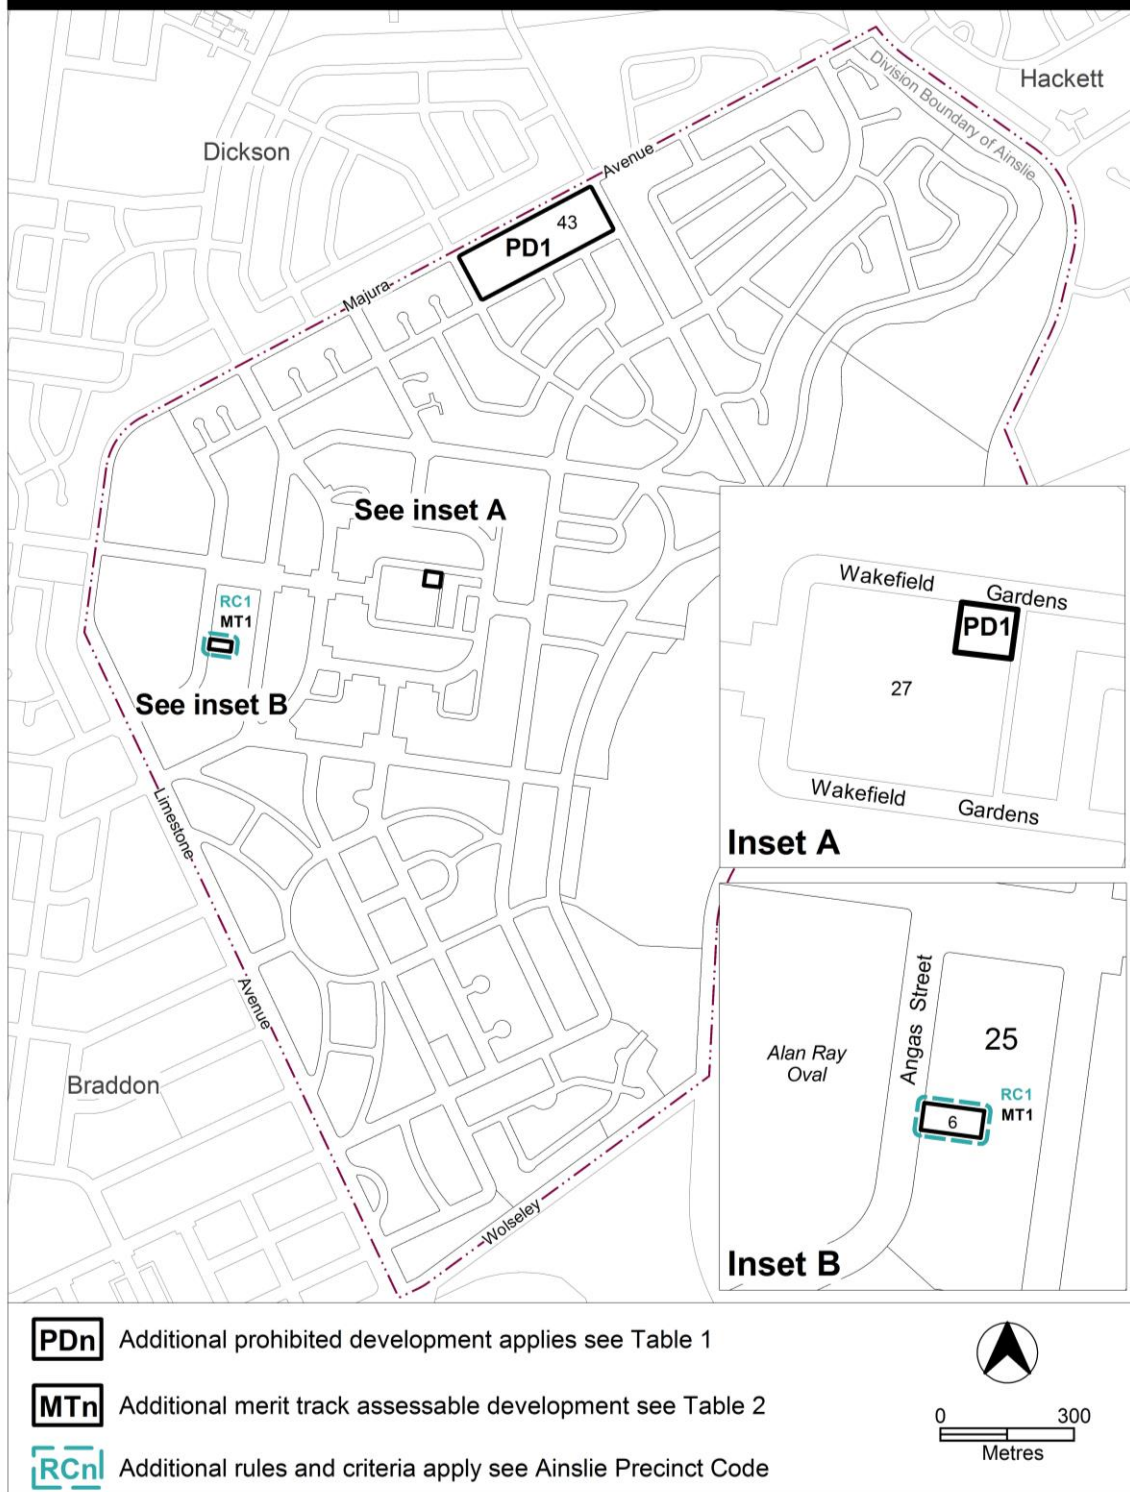 Hackett
Division Boundary of Ainslie
Dickson
Avenue
43
PD1
Majura
See inset A
RC1
MT1
See inset B
Limestone
Avenue
Braddon
Wolseley
Wakefield
Gardens
PD1
27
Wakefield
Gardens
Inset A
Angas Street
25
Alan Ray
Oval
RC1
MT1
6
Inset B
PDn Additional prohibited development applies see Table 1
MTn Additional merit track assessable development see Table 2
RCn Additional rules and criteria apply see Ainslie Precinct Code
0 300
Metres